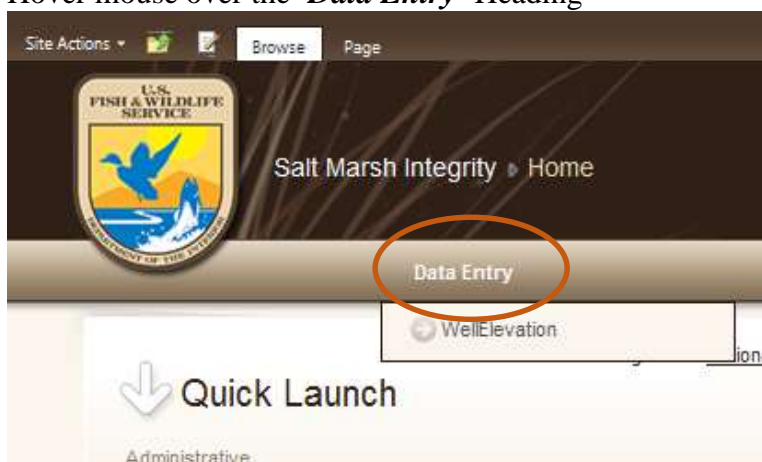 Hover mouse over the "Data Entry" Heading
Site Actions Browse Page
U.S.
FISH & WILDLIFE
SERVICE
Salt Marsh Integrity Home
DEPARTMENT OF THE INTERIOR
Data Entry
WellElevation
Quick Launch
Administrative